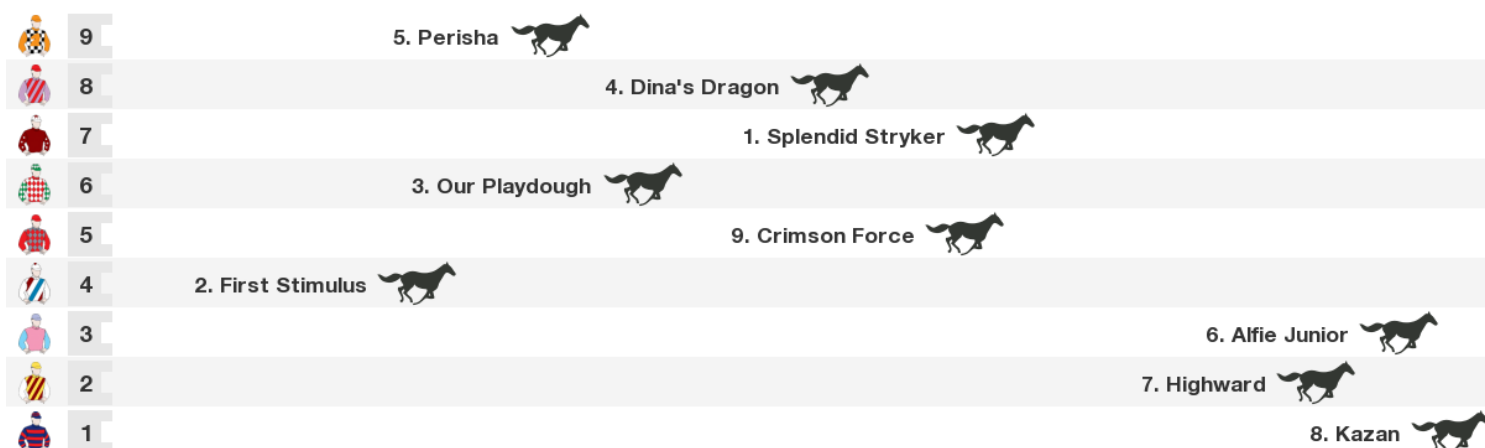 9 5. Perisha
8 4. Dina's Dragon
7 1. Splendid Stryker
6 3. Our Playdough
5 9. Crimson Force
4 2. First Stimulus
3 6. Alfie Junior
2 7. Highward
1 8. Kazan